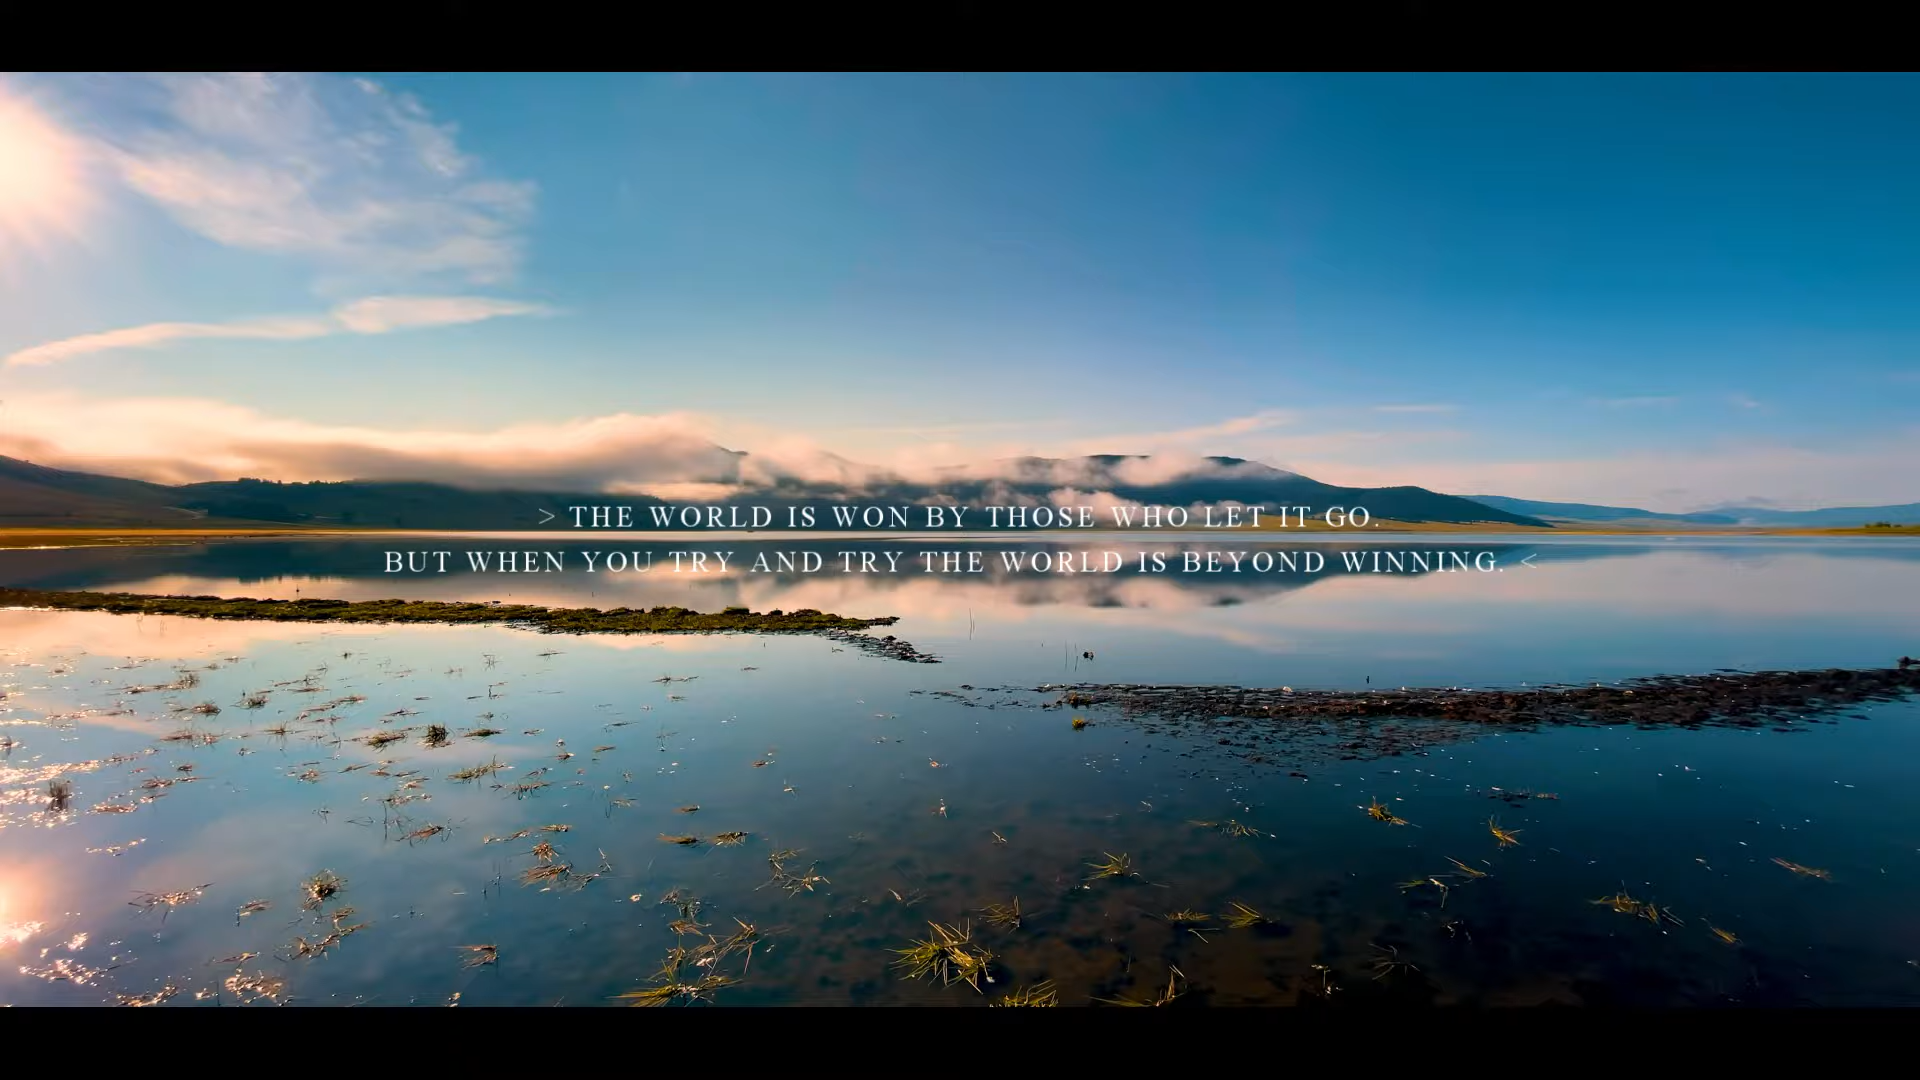 > THE WORLD IS WON BY THOSE WHO LET IT GO.
BUT WHEN YOU TRY AND TRY THE WORLD IS BEYOND WINNING. <